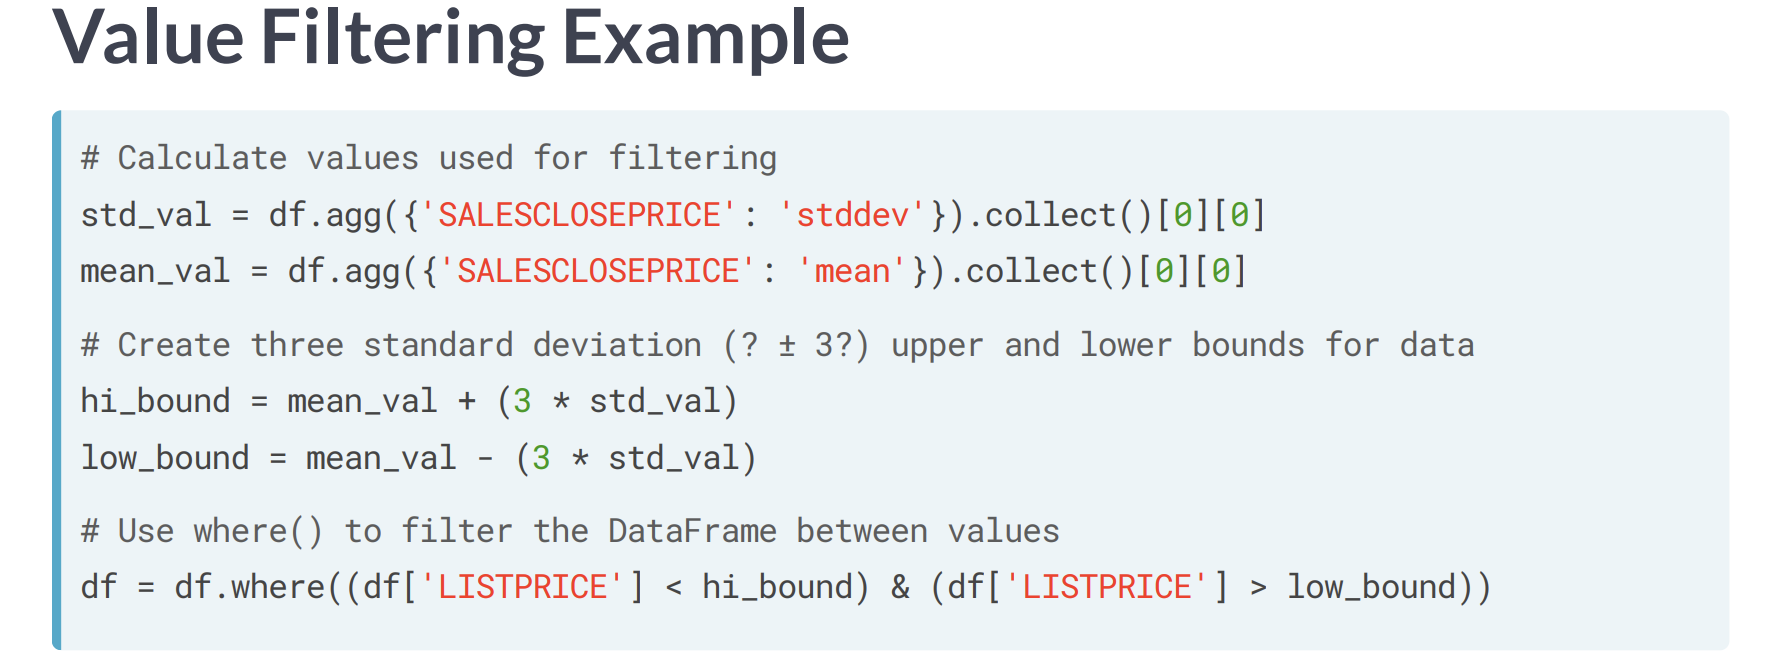 Value Filtering Example
# Calculate values used for filtering
std_val = df.agg({'SALESCLOSEPRICE': 'stddev'}).collect()[0][0]
mean_val = df.agg({'SALESCLOSEPRICE': 'mean'}).collect()[0][0]
# Create three standard deviation (? ± 3?) upper and lower bounds for data
hi_bound = mean_val + (3 * std_val)
low_bound = mean_val - (3 * std_val)
# Use where() to filter the DataFrame between values
df = df.where((df['LISTPRICE'] < hi_bound) & (df['LISTPRICE'] > low_bound))